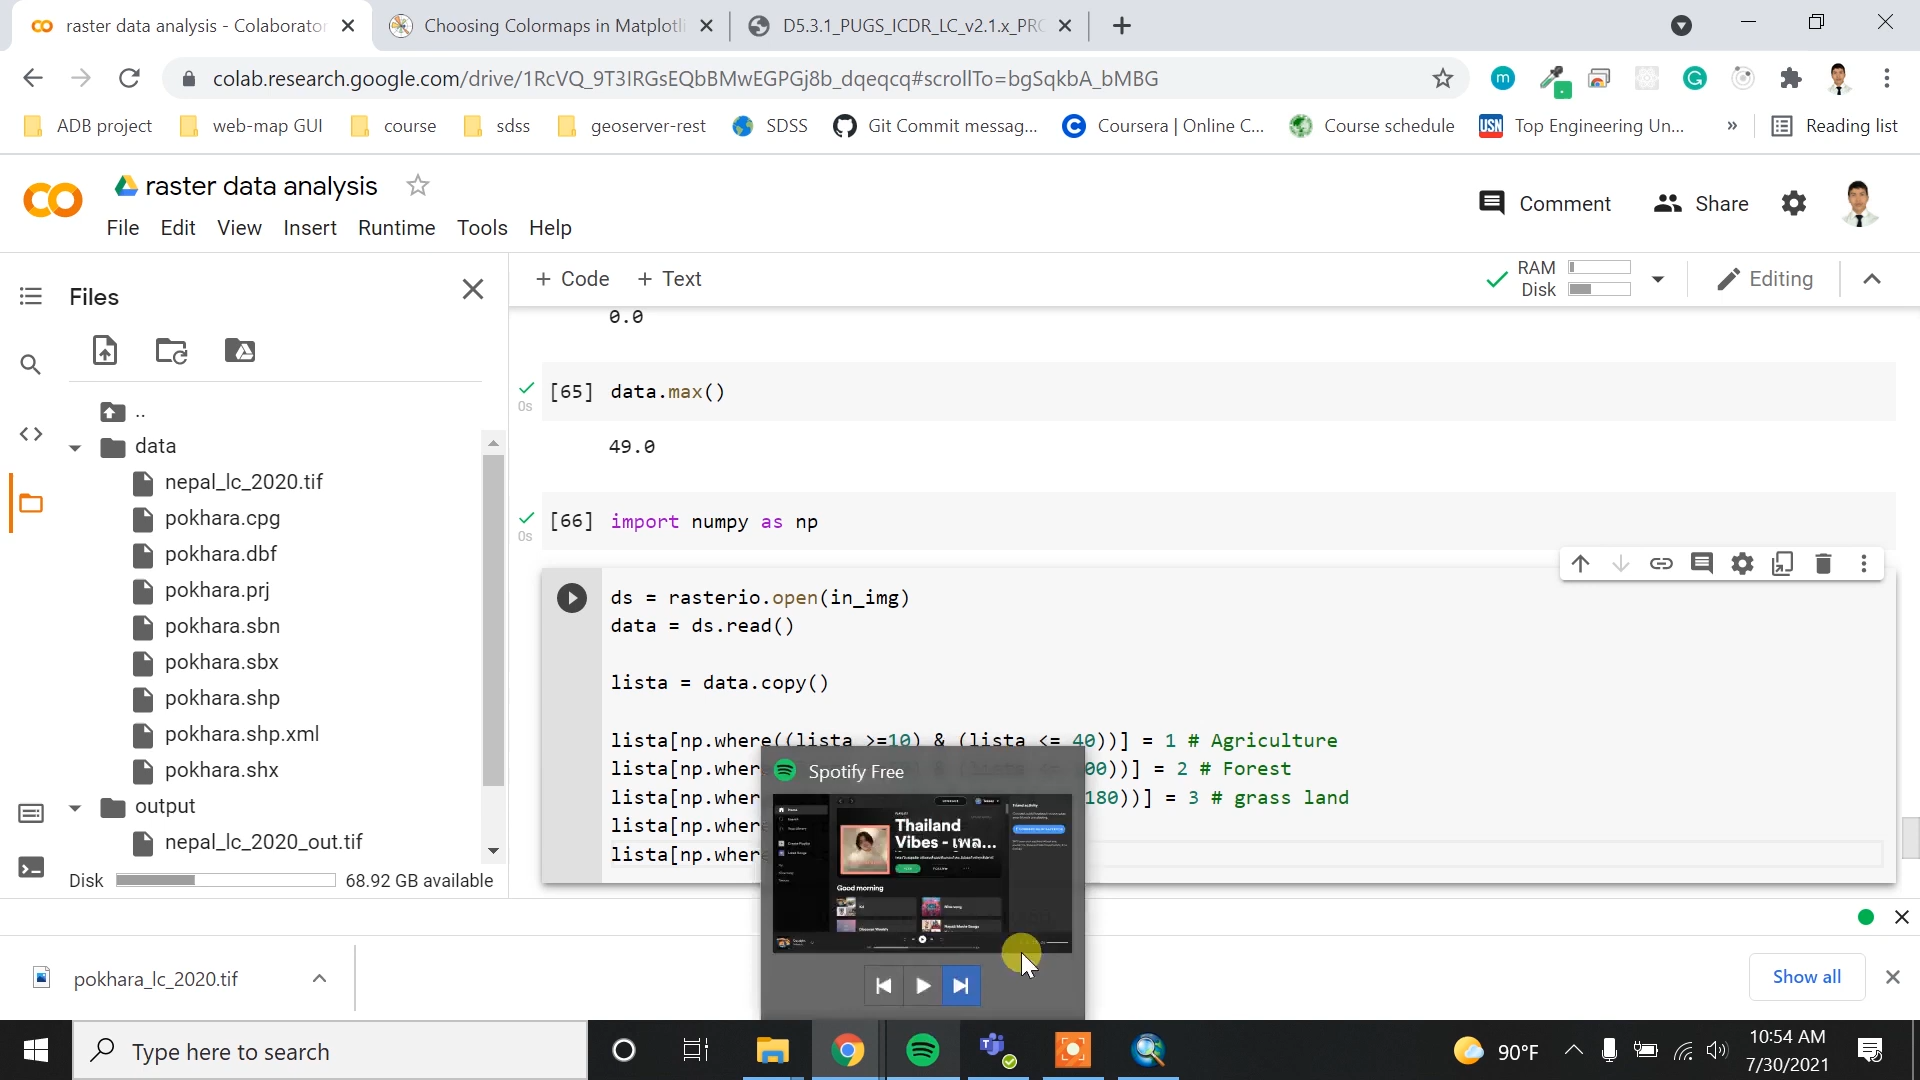 raster data analysis - Colaborator
Choosing Colormaps in Matplotli
D5.3.1_PUGS_ICDR_LC_v2.1.x_PRO
colab.research.google.com/drive/1RcVQ_9T3IRGsEQbBMwEGPGj8b_dqeqcq#scrollTo=bgSqkbA_bMBG
ADB project
web-map GUI
course
sdss
geoserver-rest
SDSS
Git Commit messag...
Coursera | Online C...
Course schedule
USN
Top Engineering Un...
»
Reading list
raster data analysis
Comment
Share
File Edit View Insert Runtime Tools Help
Files
+ Code
+ Text
RAM
Disk
Editing
0.0
..
data
nepal_lc_2020.tif
pokhara.cpg
pokhara.dbf
pokhara.prj
pokhara.sbn
pokhara.sbx
pokhara.shp
pokhara.shp.xml
pokhara.shx
output
nepal_lc_2020_out.tif
Disk
68.92 GB available
[65] data.max()
0s
49.0
[66] import numpy as np
0s
ds = rasterio.open(in_img)
data = ds.read()
lista = data.copy()
lista[np.where((lista >=10) & (lista <= 40))] = 1 # Agriculture
lista[np.wher 00))] = 2 # Forest
lista[np.wher 180))] = 3 # grass land
lista[np.wher
lista[np.wher
Spotify Free
Thailand
Vibes - เพล...
Good morning
pokhara_lc_2020.tif
Show all
Type here to search
90°F
10:54 AM
7/30/2021